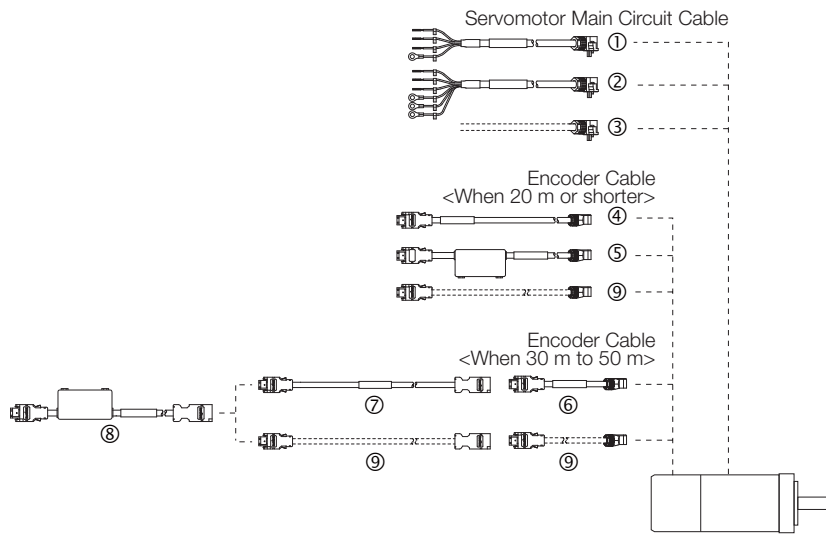 Servomotor Main Circuit Cable
①
②
③
Encoder Cable
<When 20 m or shorter>
④
⑤
⑨
Encoder Cable
<When 30 m to 50 m>
⑦
⑥
⑧
⑨
⑨